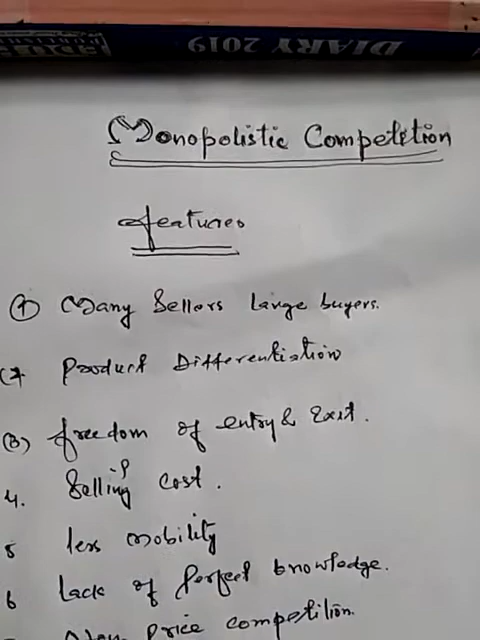 DIARY 2019
Monopolistic Competition
features
① Many Sellers large buyers.
(2 Product Differentiation
(3) freedom of entry & Exit.
4. Selling Cost.
5 less mobility
6 Lack of Perfect knowledge.
Non Price competition.